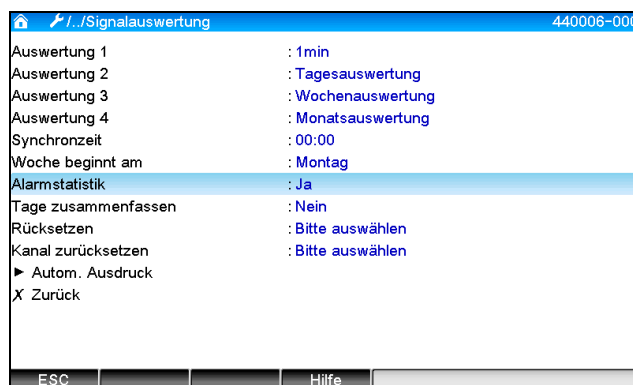 /../Signalauswertung 440006-000
Auswertung 1 : 1min
Auswertung 2 : Tagesauswertung
Auswertung 3 : Wochenauswertung
Auswertung 4 : Monatsauswertung
Synchronzeit : 00:00
Woche beginnt am : Montag
Alarmstatistik : Ja
Tage zusammenfassen : Nein
Rücksetzen : Bitte auswählen
Kanal zurücksetzen : Bitte auswählen
► Autom. Ausdruck
X Zurück
ESC Hilfe